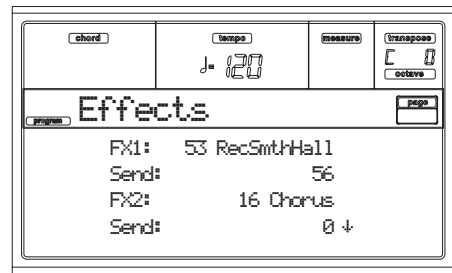 chord tempo measure transpose
♩= 120 C 0
octave
program Effects page
FX1: 53 RecSmthHall
Send: 56
FX2: 16 Chorus
Send: 0 ↓